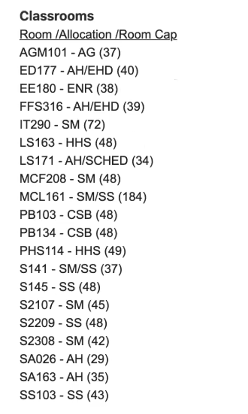 Classrooms
Room /Allocation /Room Cap
AGM101 - AG (37)
ED177 - AH/EHD (40)
EE180 - ENR (38)
FFS316 - AH/EHD (39)
IT290 - SM (72)
LS163 - HHS (48)
LS171 - AH/SCHED (34)
MCF208 - SM (48)
MCL161 - SM/SS (184)
PB103 - CSB (48)
PB134 - CSB (48)
PHS114 - HHS (49)
S141 - SM/SS (37)
S145 - SS (48)
S2107 - SM (45)
S2209 - SS (48)
S2308 - SM (42)
SA026 - AH (29)
SA163 - AH (35)
SS103 - SS (43)